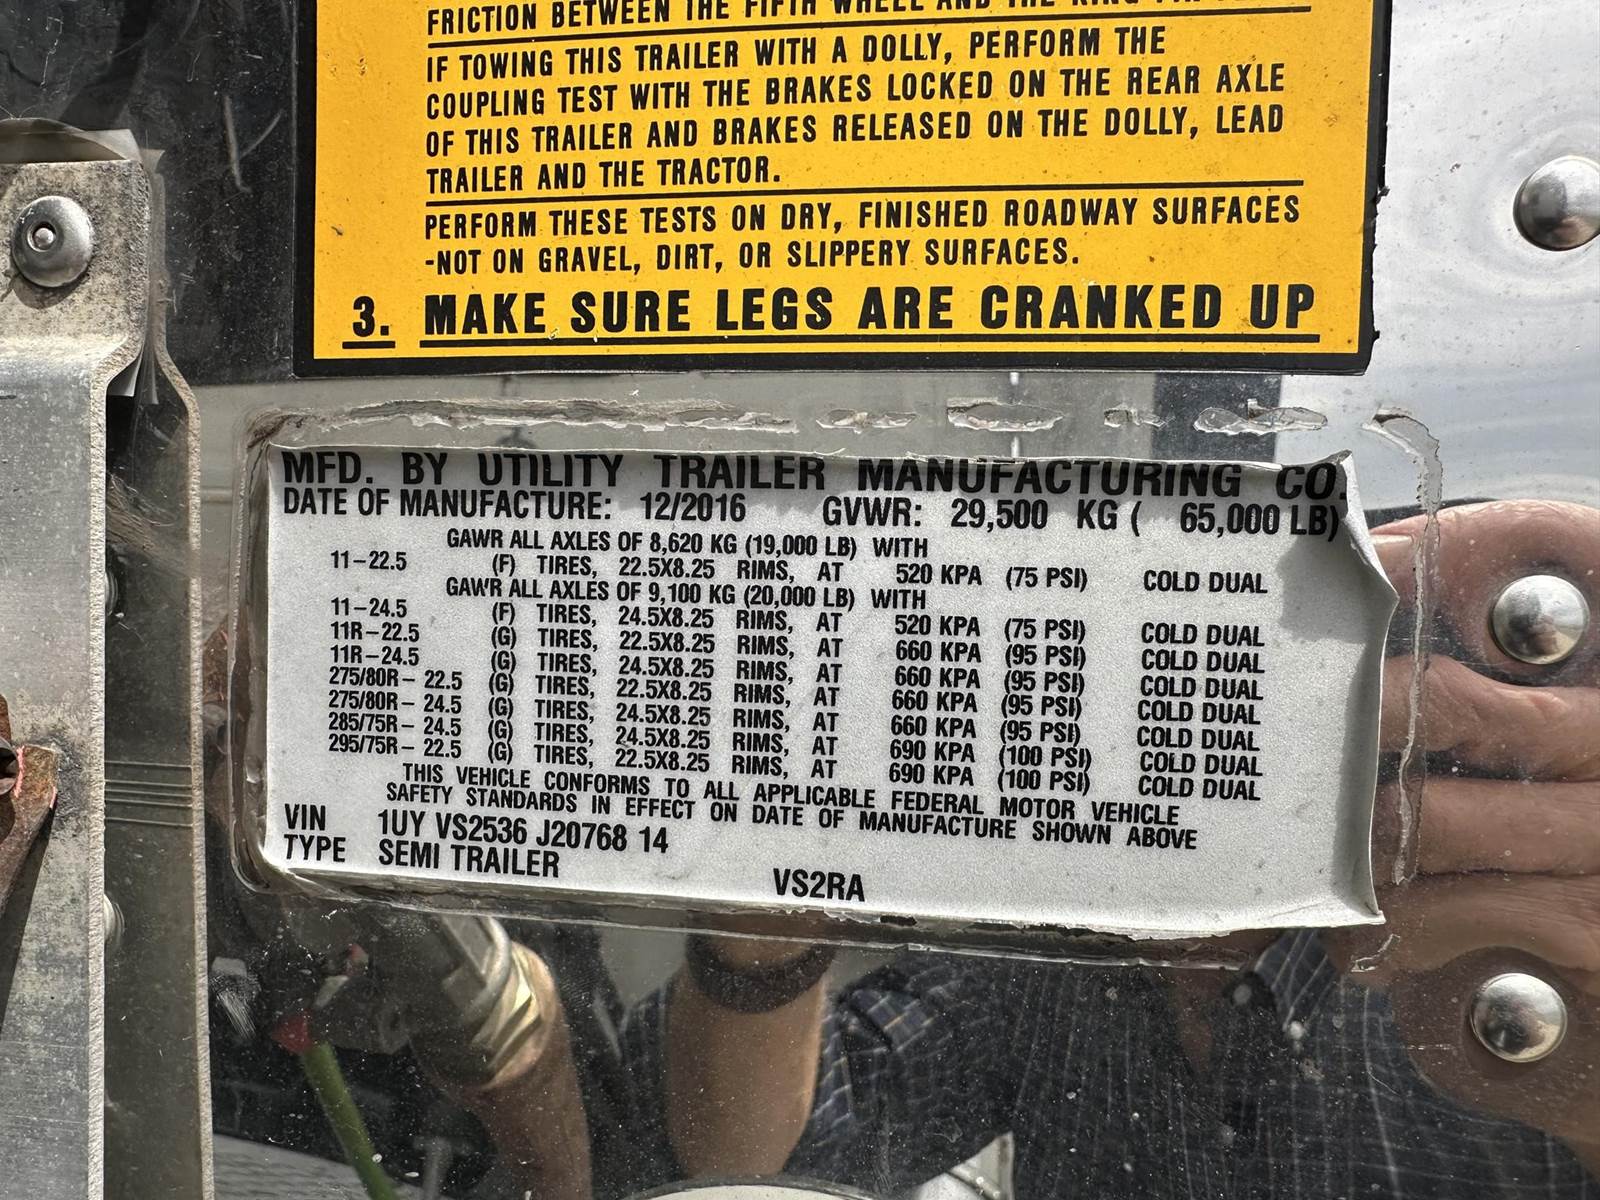 FRICTION BETWEEN THE FIFTH WHEEL AND THE KING PIN
IF TOWING THIS TRAILER WITH A DOLLY, PERFORM THE
COUPLING TEST WITH THE BRAKES LOCKED ON THE REAR AXLE
OF THIS TRAILER AND BRAKES RELEASED ON THE DOLLY, LEAD
TRAILER AND THE TRACTOR.
PERFORM THESE TESTS ON DRY, FINISHED ROADWAY SURFACES
-NOT ON GRAVEL, DIRT, OR SLIPPERY SURFACES.
3. MAKE SURE LEGS ARE CRANKED UP
MFD. BY UTILITY TRAILER MANUFACTURING CO.
DATE OF MANUFACTURE: 12/2016 GVWR: 29,500 KG ( 65,000 LB)
GAWR ALL AXLES OF 8,620 KG (19,000 LB) WITH
11-22.5 (F) TIRES, 22.5X8.25 RIMS, AT 520 KPA (75 PSI) COLD DUAL
GAWR ALL AXLES OF 9,100 KG (20,000 LB) WITH
11-24.5 (F) TIRES, 24.5X8.25 RIMS, AT 520 KPA (75 PSI) COLD DUAL
11R-22.5 (G) TIRES, 22.5X8.25 RIMS, AT 660 KPA (95 PSI) COLD DUAL
11R-24.5 (G) TIRES, 24.5X8.25 RIMS, AT 660 KPA (95 PSI) COLD DUAL
275/80R- 22.5 (G) TIRES, 22.5X8.25 RIMS, AT 660 KPA (95 PSI) COLD DUAL
275/80R- 24.5 (G) TIRES, 24.5X8.25 RIMS, AT 660 KPA (95 PSI) COLD DUAL
285/75R- 24.5 (G) TIRES, 24.5X8.25 RIMS, AT 690 KPA (100 PSI) COLD DUAL
295/75R- 22.5 (G) TIRES, 22.5X8.25 RIMS, AT 690 KPA (100 PSI) COLD DUAL
THIS VEHICLE CONFORMS TO ALL APPLICABLE FEDERAL MOTOR VEHICLE
SAFETY STANDARDS IN EFFECT ON DATE OF MANUFACTURE SHOWN ABOVE
VIN 1UY VS2536 J20768 14
TYPE SEMI TRAILER VS2RA